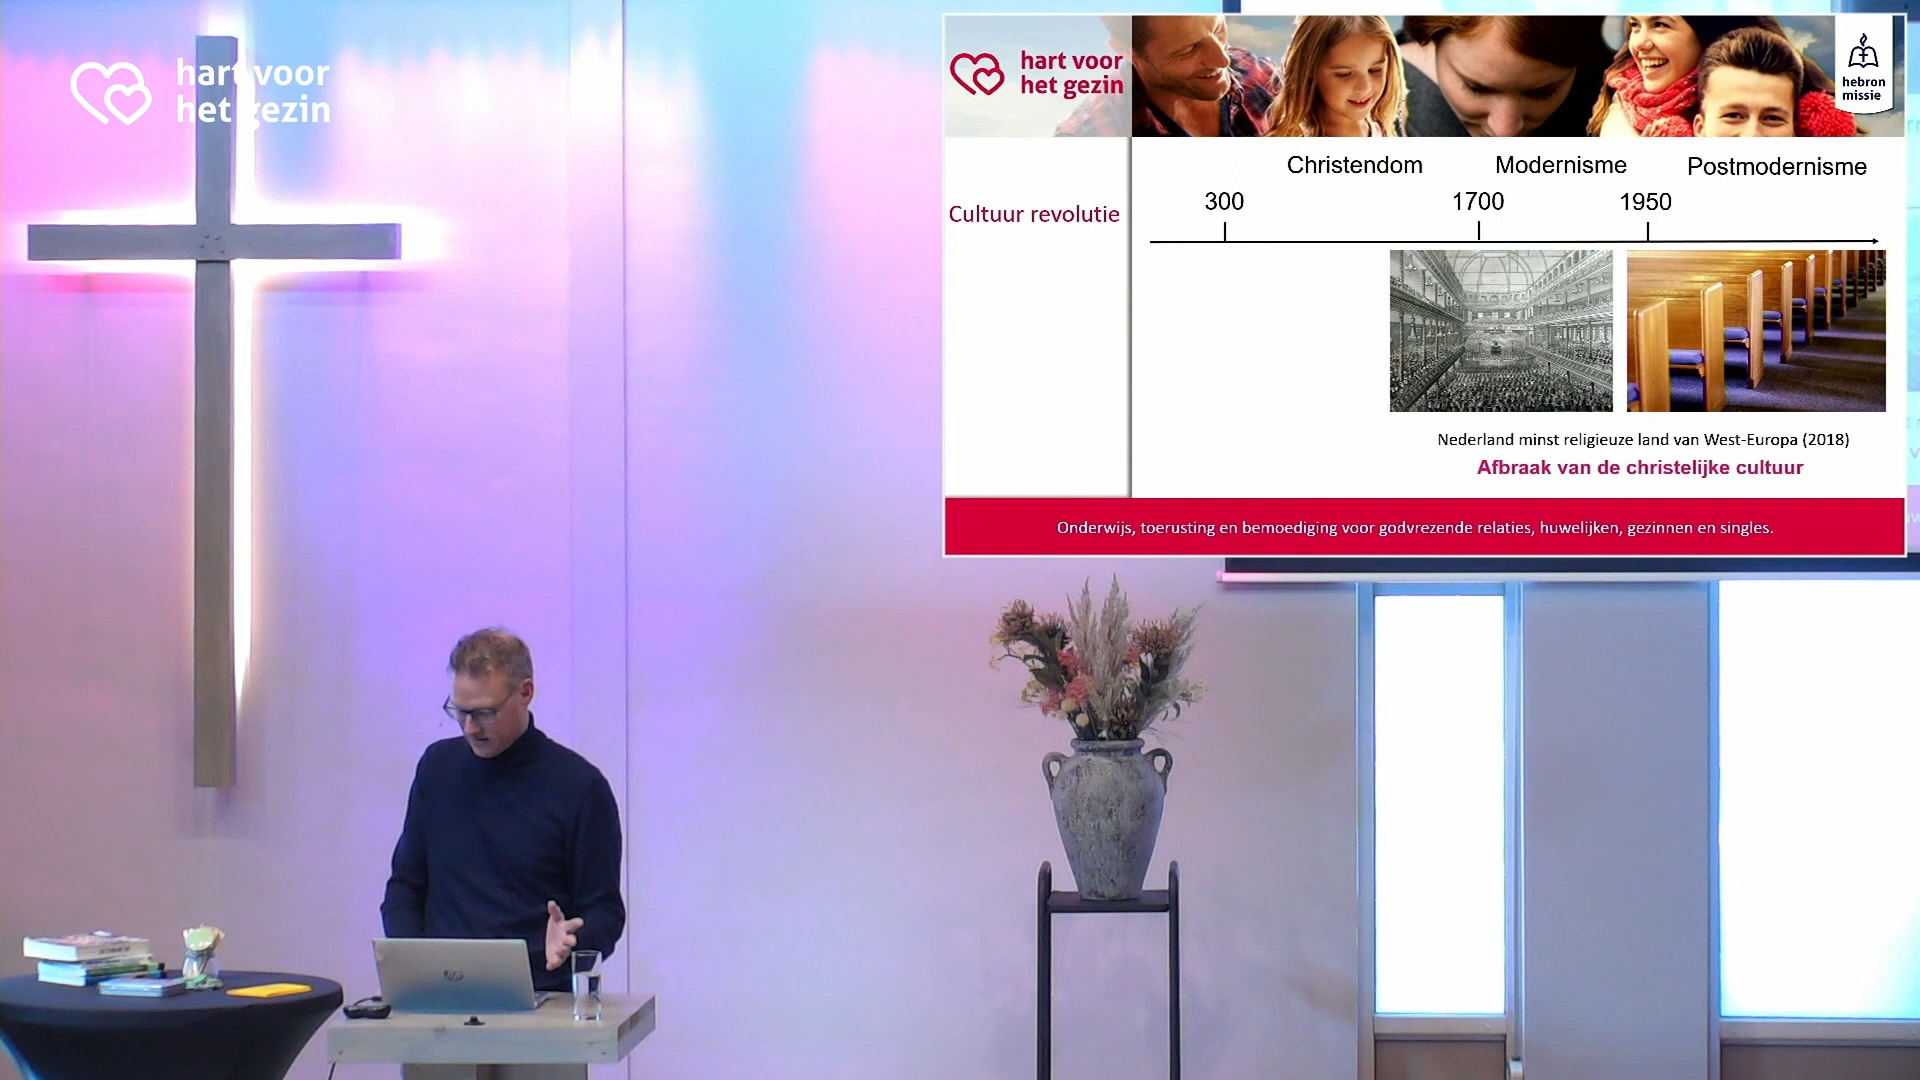 hart voor
het gezin
hart voor
het gezin
hebron
missie
Christendom Modernisme Postmodernisme
300 1700 1950
Cultuur revolutie
Nederland minst religieuze land van West-Europa (2018)
Afbraak van de christelijke cultuur
Onderwijs, toerusting en bemoediging voor godvrezende relaties, huwelijken, gezinnen en singles.
hp